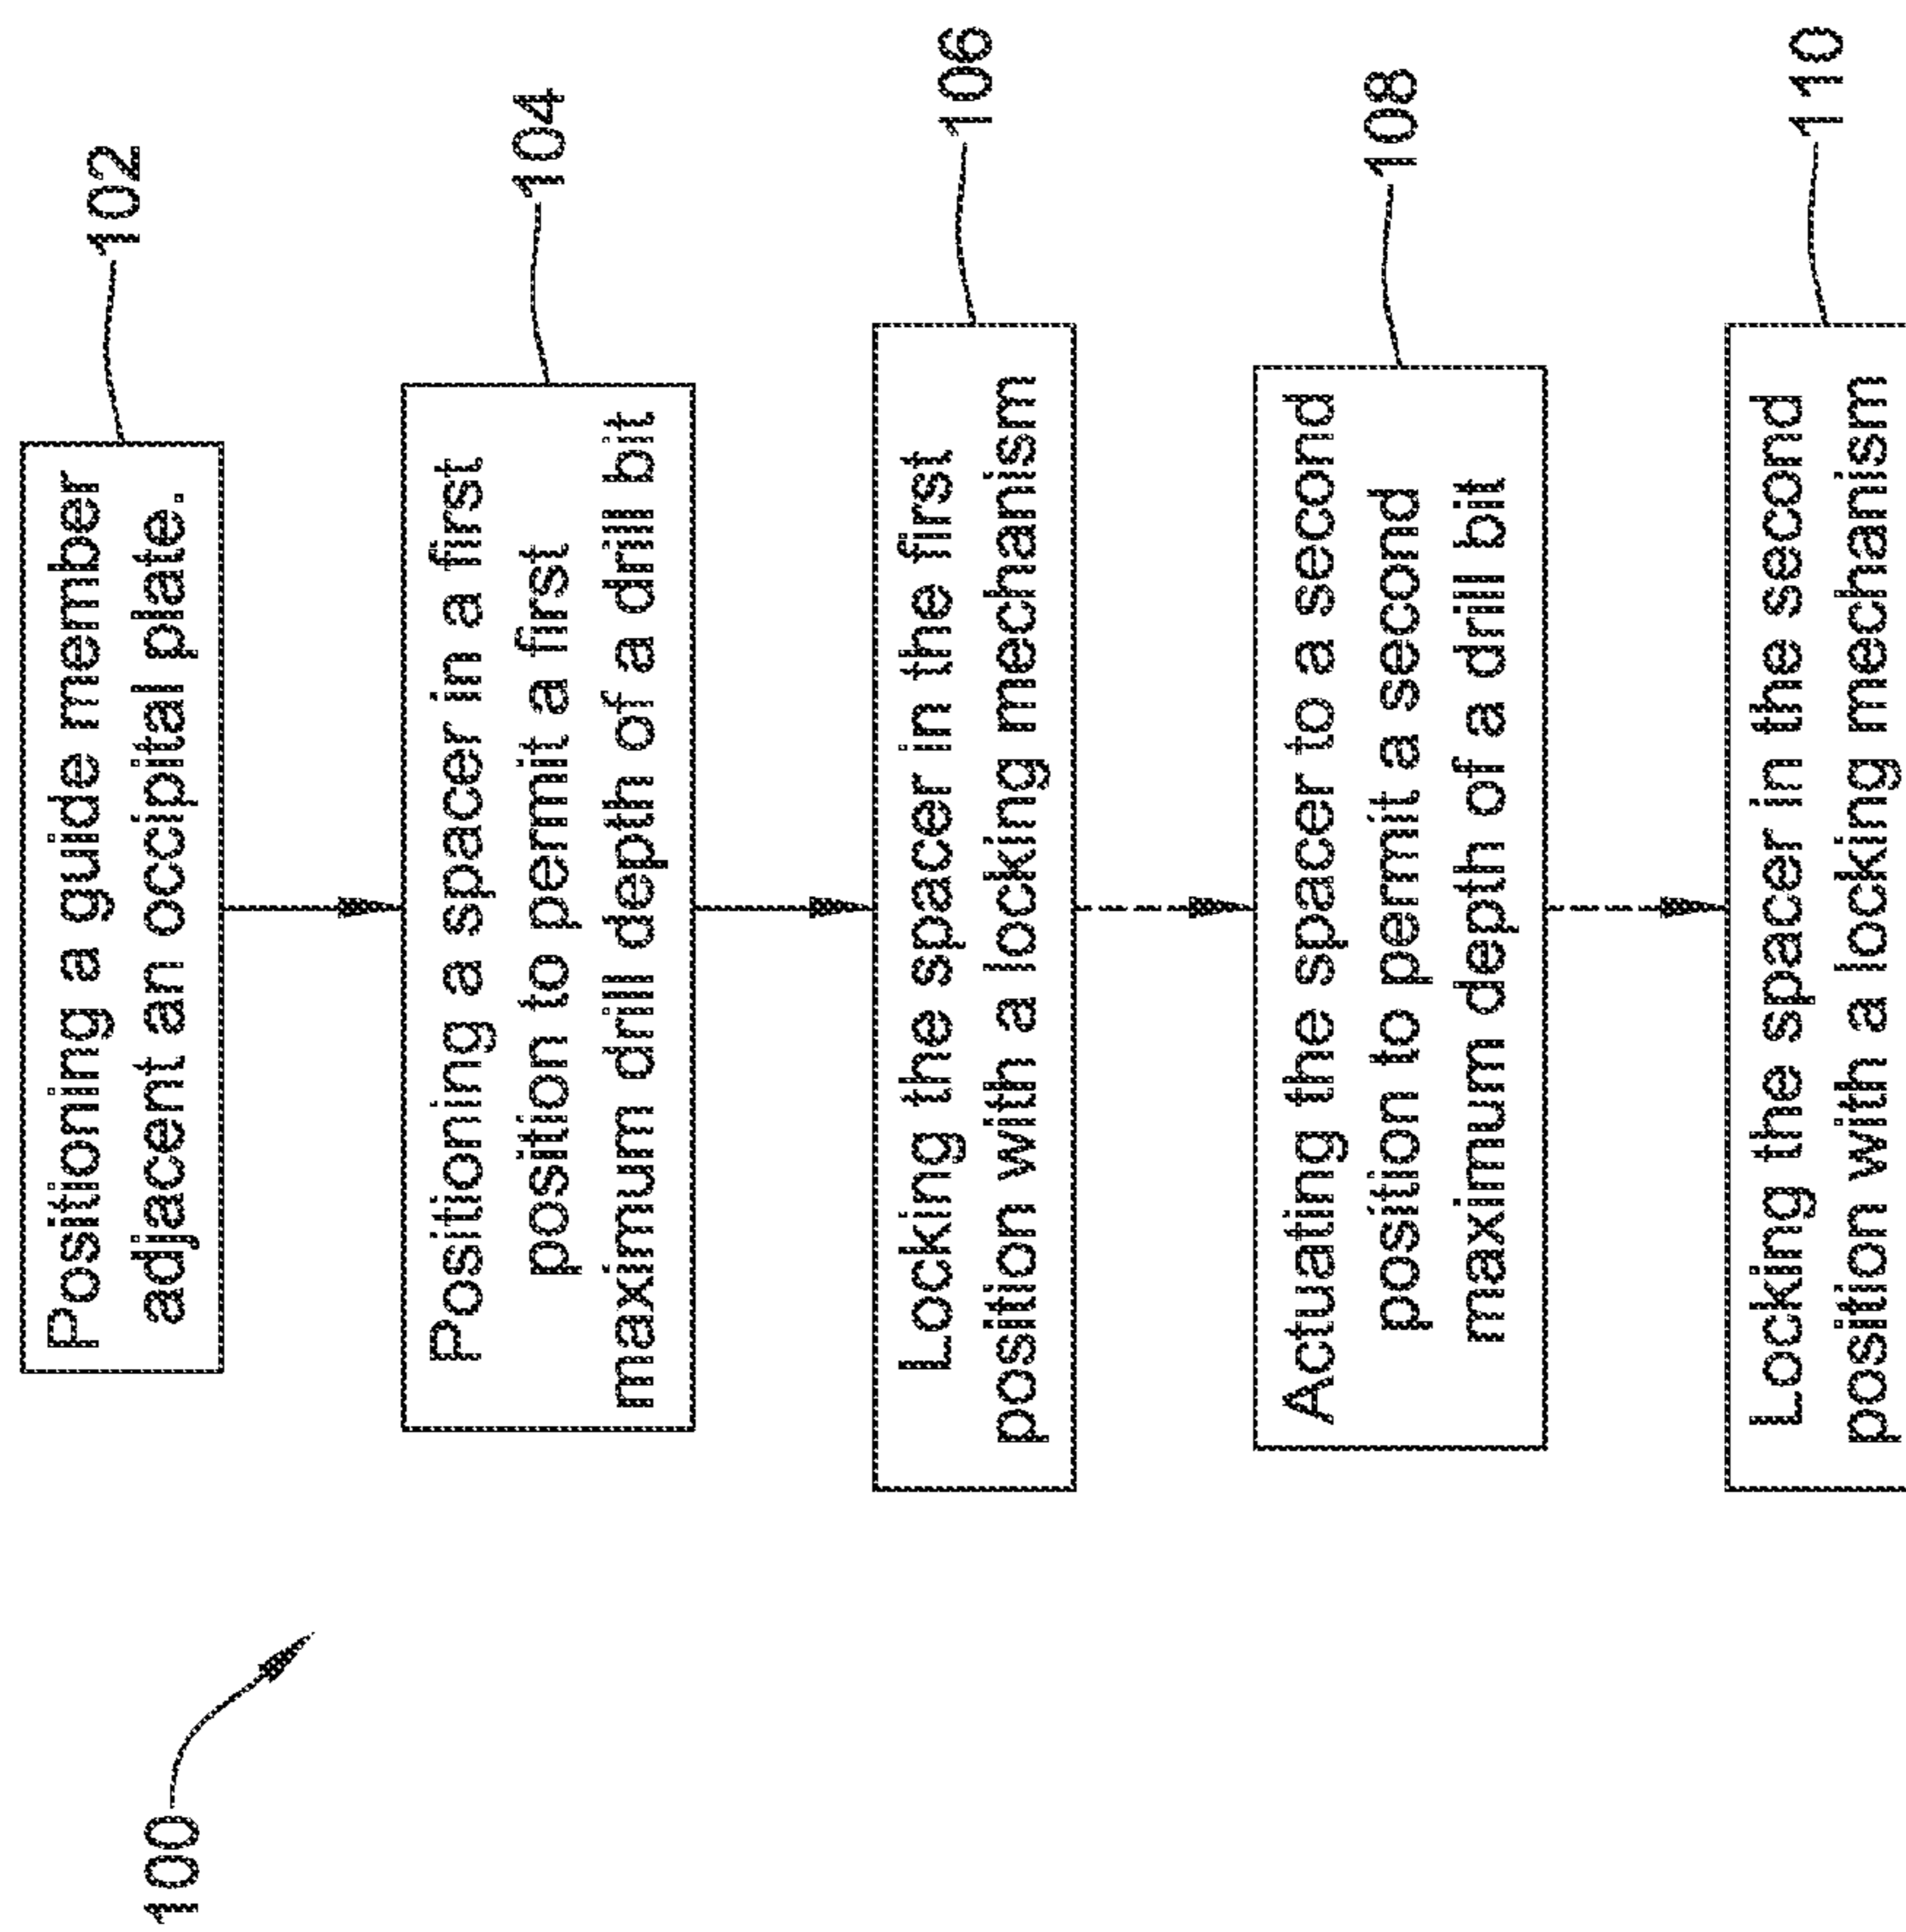 100
Positioning a guide member
adjacent an occipital plate.
102
Positioning a spacer in a first
position to permit a first
maximum drill depth of a drill bit
104
Locking the spacer in the first
position with a locking mechanism
106
Actuating the spacer to a second
position to permit a second
maximum depth of a drill bit
108
Locking the spacer in the second
position with a locking mechanism
110